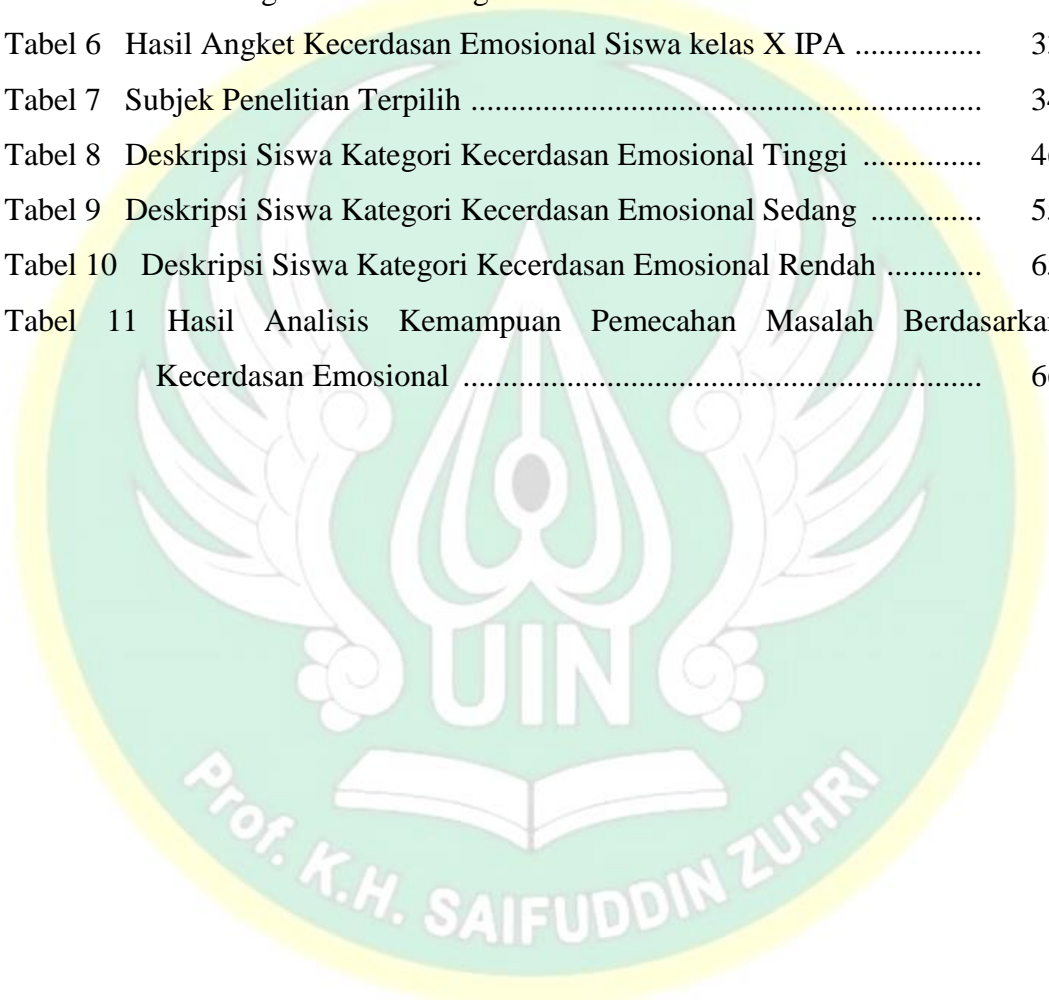 Tabel 6 Hasil Angket Kecerdasan Emosional Siswa kelas X IPA ................
Tabel 7 Subjek Penelitian Terpilih ................................................................ 34
Tabel 8 Deskripsi Siswa Kategori Kecerdasan Emosional Tinggi ...............
Tabel 9 Deskripsi Siswa Kategori Kecerdasan Emosional Sedang ..............
Tabel 10 Deskripsi Siswa Kategori Kecerdasan Emosional Rendah ............
Tabel 11 Hasil Analisis Kemampuan Pemecahan Masalah Berdasarkan
Kecerdasan Emosional .................................................................
UIN
Prof. K.H. SAIFUDDIN ZUHRI